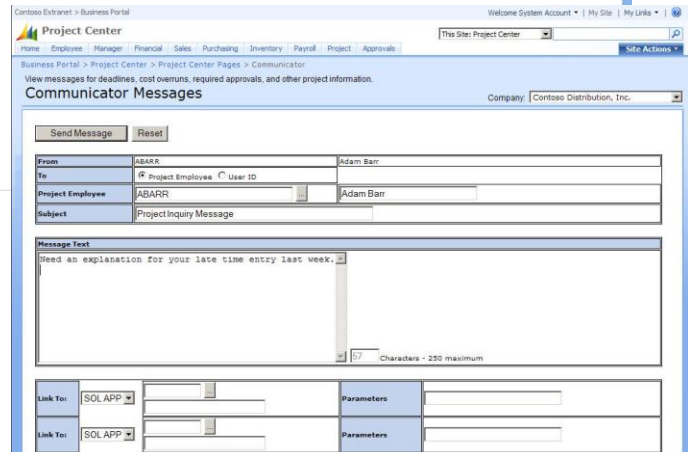 Contoso Extranet > Business Portal
Welcome System Account | My Site | My Links
Project Center
This Site: Project Center
Home Employee Manager Financial Sales Purchasing Inventory Payroll Project Approvals
Site Actions
Business Portal > Project Center > Project Center Pages > Communicator
View messages for deadlines, cost overruns, required approvals, and other project information.
Communicator Messages
Company: Contoso Distribution, Inc.
Send Message Reset
From ABARR Adam Barr
To Project Employee User ID
Project Employee ABARR ... Adam Barr
Subject Project Inquiry Message
Message Text
Need an explanation for your late time entry last week.
57 Characters - 250 maximum
Link To: SOL APP ... Parameters
Link To: SOL APP ... Parameters